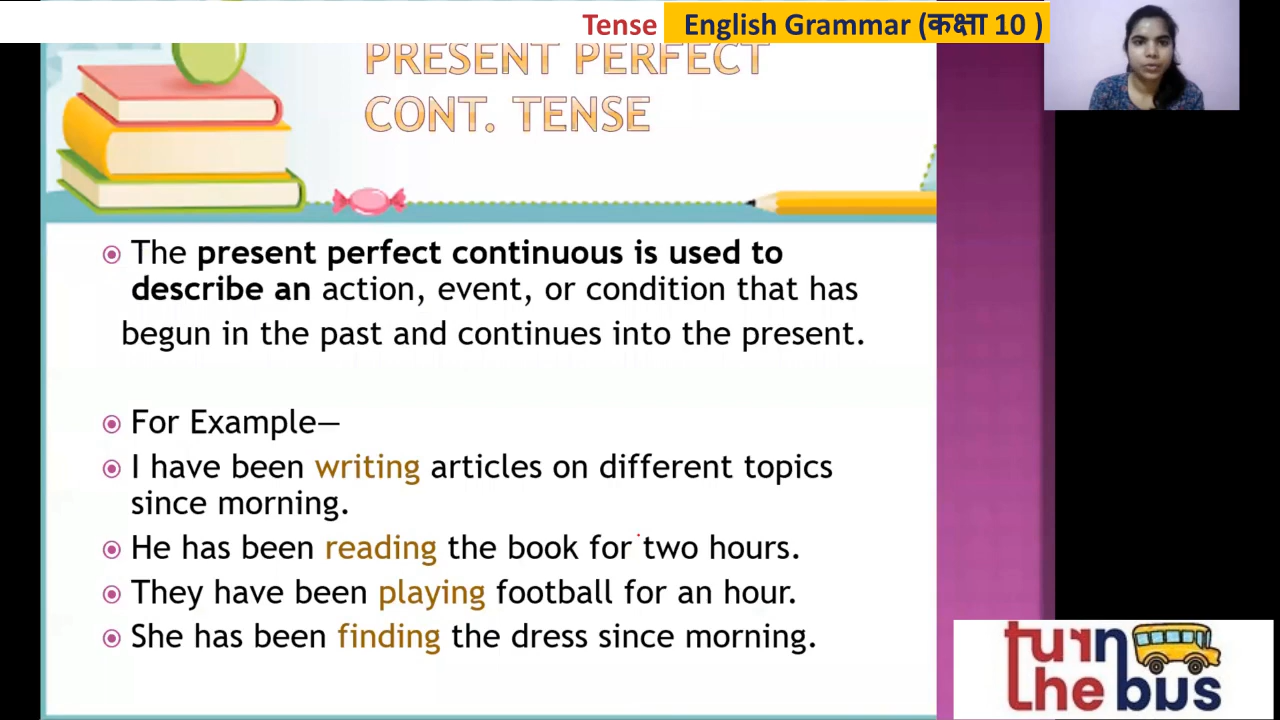 Tense English Grammar (कक्षा 10 )
PRESENT PERFECT
CONT. TENSE
The present perfect continuous is used to
describe an action, event, or condition that has
begun in the past and continues into the present.
For Example—
I have been writing articles on different topics
since morning.
He has been reading the book for two hours.
They have been playing football for an hour.
She has been finding the dress since morning.
turn
the bus